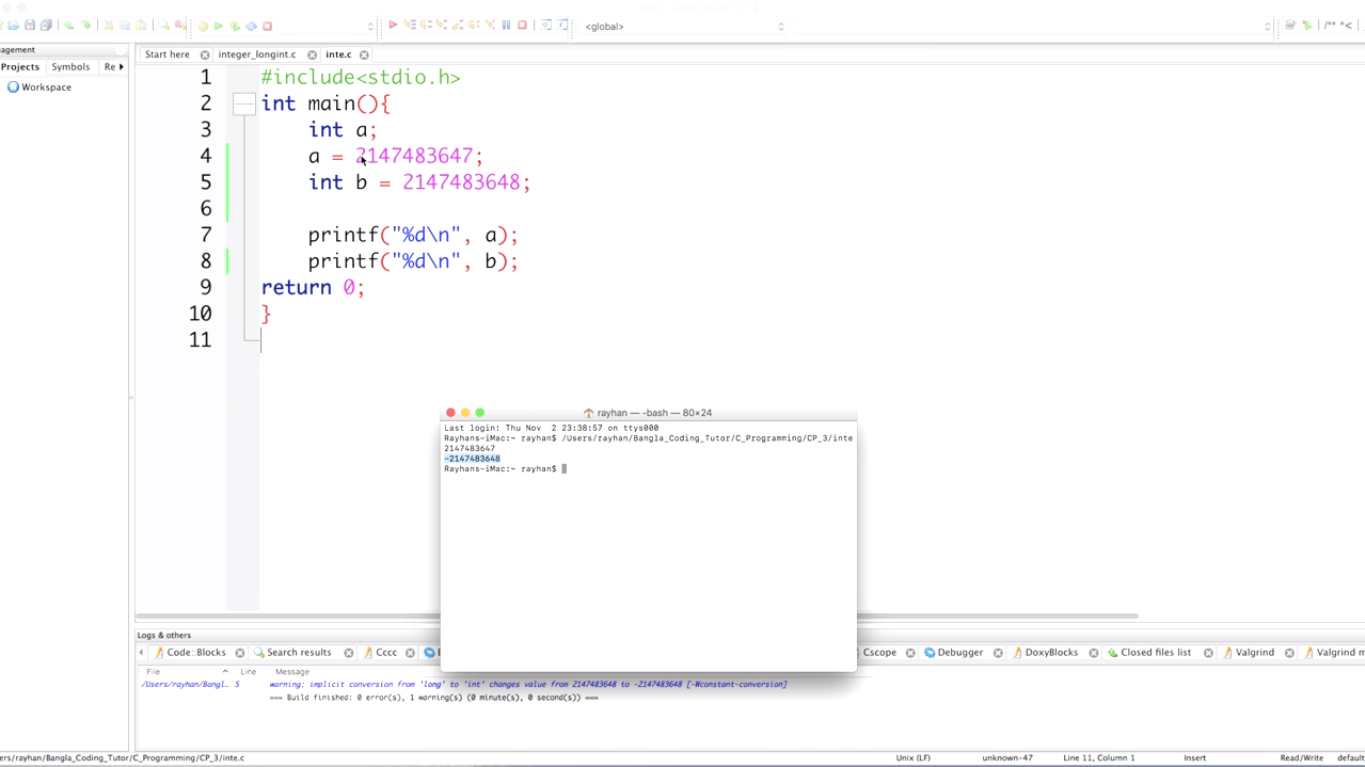 <global>
/** *<
agement
Start here integer_longint.c inte.c
Projects Symbols Re
Workspace
1 #include<stdio.h>
2 int main(){
3 int a;
4 a = 2147483647;
5 int b = 2147483648;
6
7 printf("%d\n", a);
8 printf("%d\n", b);
9 return 0;
10 }
11
rayhan — -bash — 80×24
Last login: Thu Nov 2 23:38:57 on ttys000
Rayhans-iMac:~ rayhan$ /Users/rayhan/Bangla_Coding_Tutor/C_Programming/CP_3/inte
2147483647
-2147483648
Rayhans-iMac:~ rayhan$
Logs & others
Code::Blocks Search results Cccc Cscope Debugger DoxyBlocks Closed files list Valgrind Valgrind m
File Line Message
/Users/rayhan/Bangl... 5 warning: implicit conversion from 'long' to 'int' changes value from 2147483648 to -2147483648 [-Wconstant-conversion]
=== Build finished: 0 error(s), 1 warning(s) (0 minute(s), 0 second(s)) ===
ers/rayhan/Bangla_Coding_Tutor/C_Programming/CP_3/inte.c Unix (LF) unknown-47 Line 11, Column 1 Insert Read/Write default